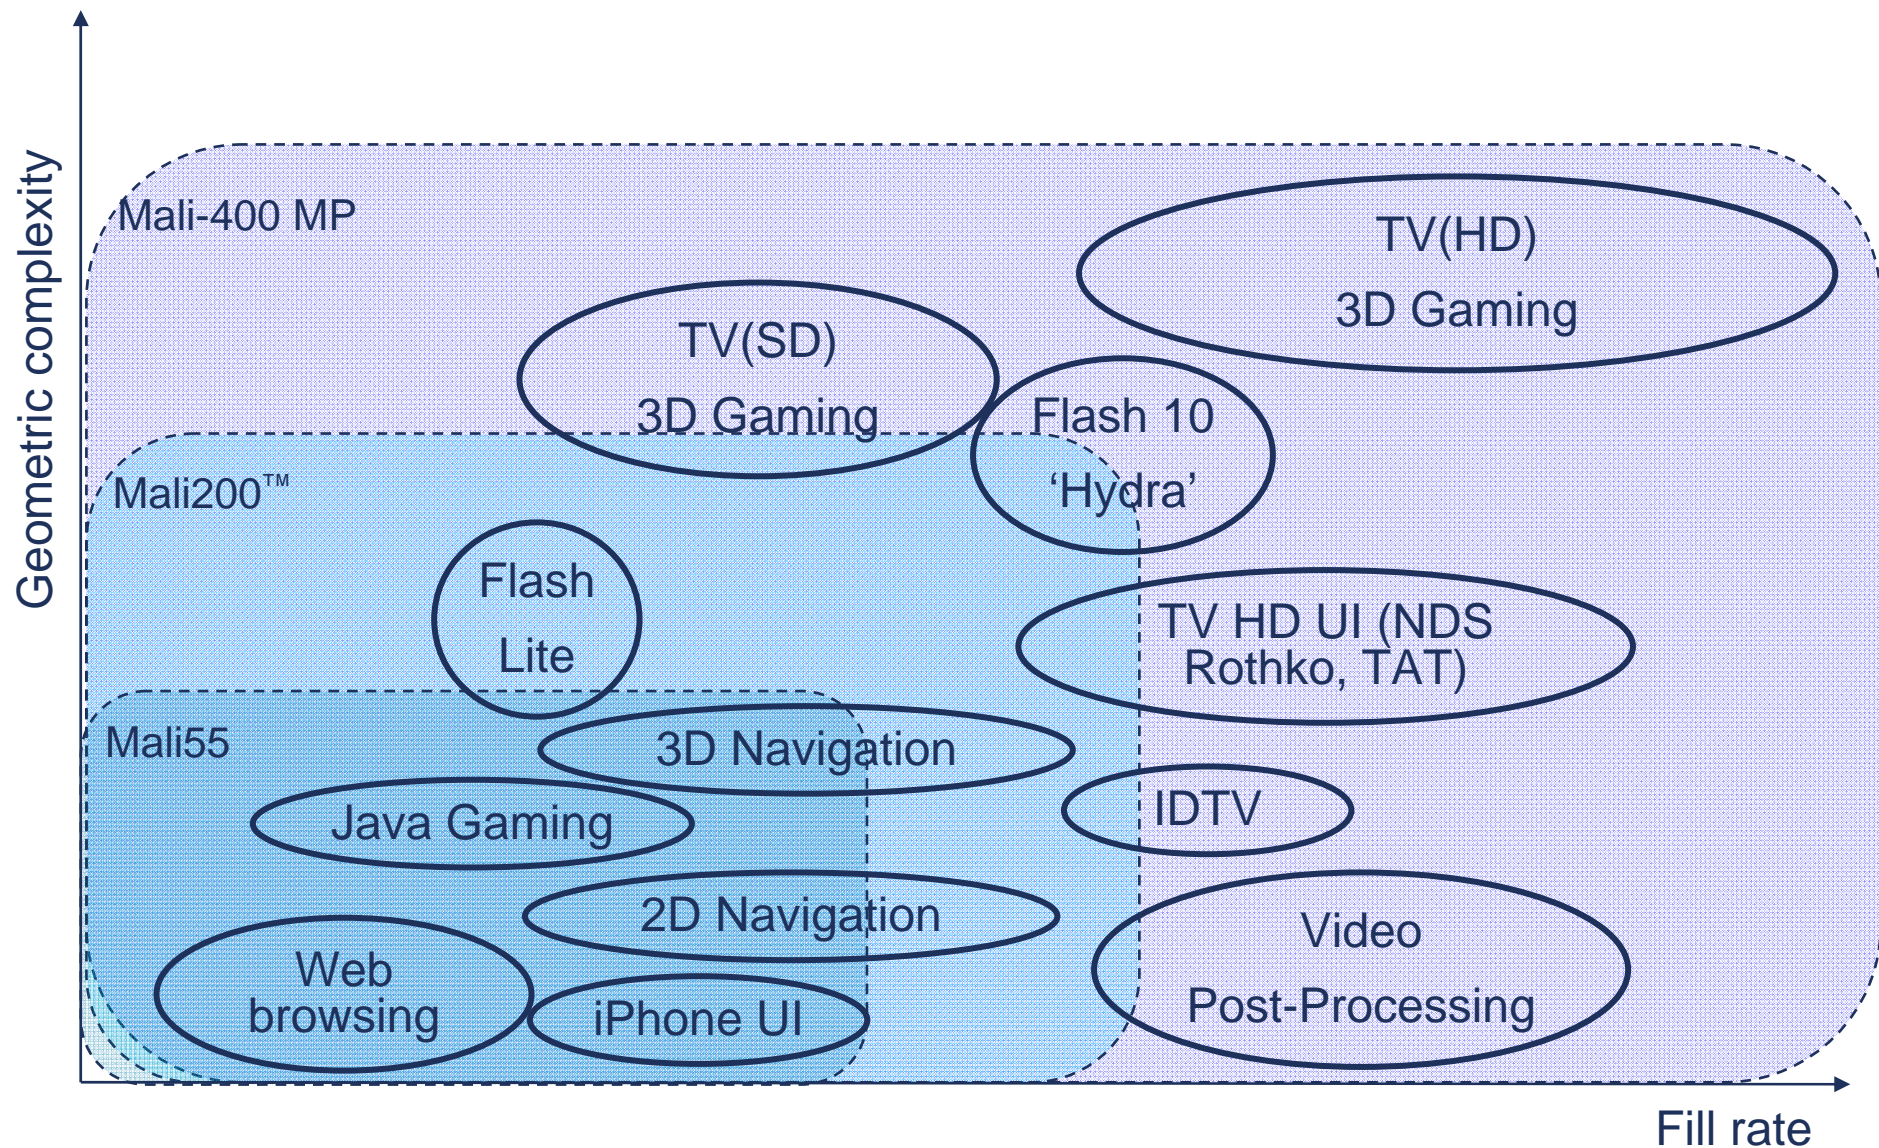 Geometric complexity
Mali-400 MP
TV(HD)
3D Gaming
TV(SD)
3D Gaming
Flash 10
‘Hydra’
Mali200™
Flash
Lite
TV HD UI (NDS
Rothko, TAT)
Mali55
3D Navigation
IDTV
Java Gaming
2D Navigation
Video
Post-Processing
Web
browsing
iPhone UI
Fill rate